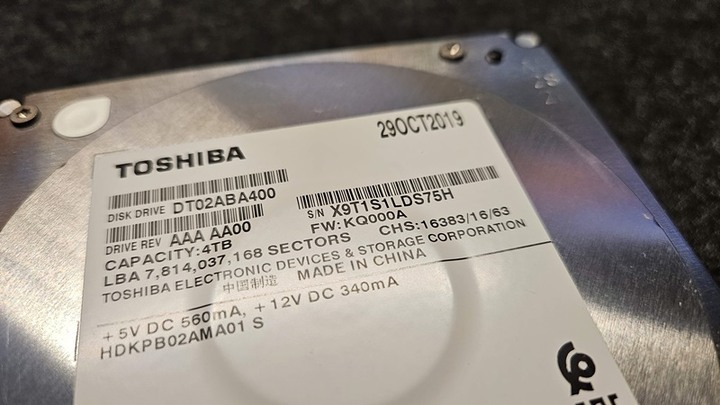 29OCT2019
TOSHIBA
DISK DRIVE DT02ABA400
S/N X9T1S1LDS75H
DRIVE REV AAA AA00
FW:KQ000A
CAPACITY:4TB
CHS:16383/16/63
LBA 7,814,037,168 SECTORS
TOSHIBA ELECTRONIC DEVICES & STORAGE CORPORATION
中国制造 MADE IN CHINA
+5V DC 560mA, +12V DC 340mA
HDKPB02AMA01 S